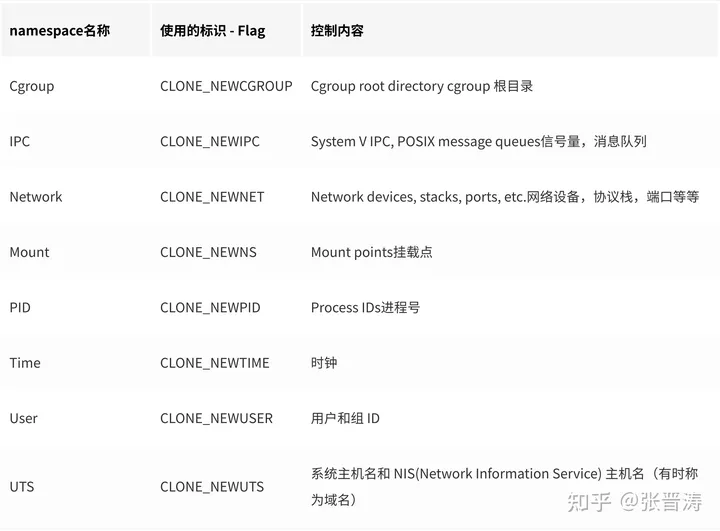 namespace名称 使用的标识 - Flag 控制内容
Cgroup CLONE_NEWCGROUP Cgroup root directory cgroup 根目录
IPC CLONE_NEWIPC System V IPC, POSIX message queues信号量，消息队列
Network CLONE_NEWNET Network devices, stacks, ports, etc.网络设备，协议栈，端口等等
Mount CLONE_NEWNS Mount points挂载点
PID CLONE_NEWPID Process IDs进程号
Time CLONE_NEWTIME 时钟
User CLONE_NEWUSER 用户和组 ID
UTS CLONE_NEWUTS 系统主机名和 NIS(Network Information Service) 主机名（有时称
为域名）
知乎 @张晋涛